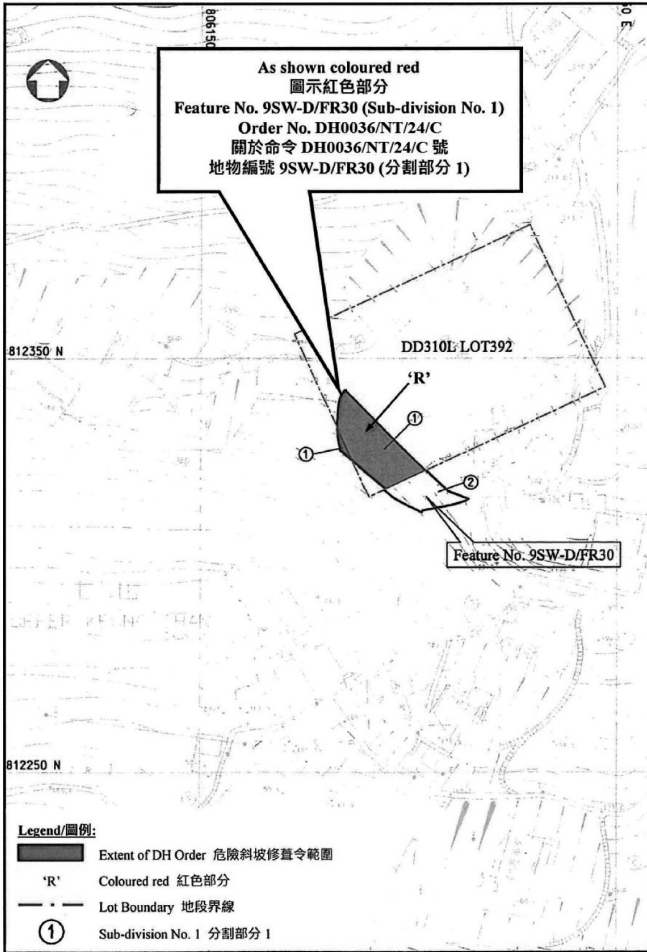 806150
00 E
As shown coloured red
圖示紅色部分
Feature No. 9SW-D/FR30 (Sub-division No. 1)
Order No. DH0036/NT/24/C
關於命令 DH0036/NT/24/C 號
地物編號 9SW-D/FR30 (分割部分 1)
812350 N
DD310L LOT392
‘R’
①
①
②
Feature No. 9SW-D/FR30
812250 N
Legend/圖例:
Extent of DH Order 危險斜坡修葺令範圍
‘R’ Coloured red 紅色部分
Lot Boundary 地段界線
① Sub-division No. 1 分割部分 1